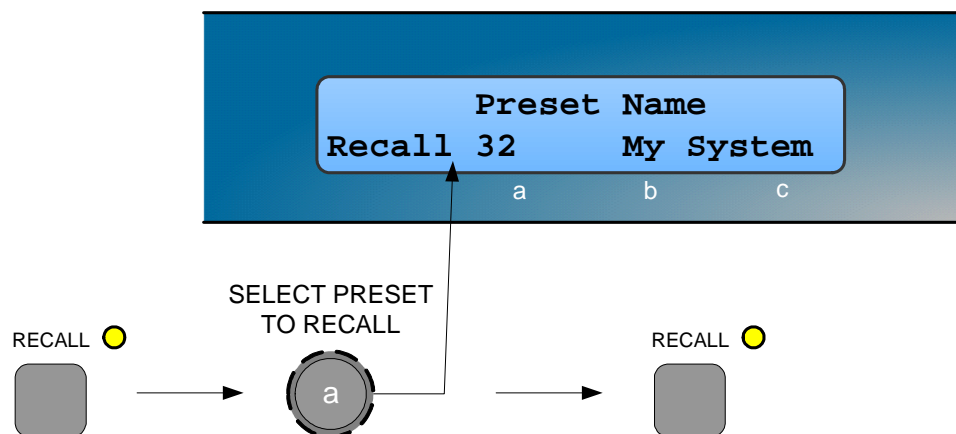 Preset Name
Recall 32 My System
a b c
SELECT PRESET
TO RECALL
RECALL
RECALL
a